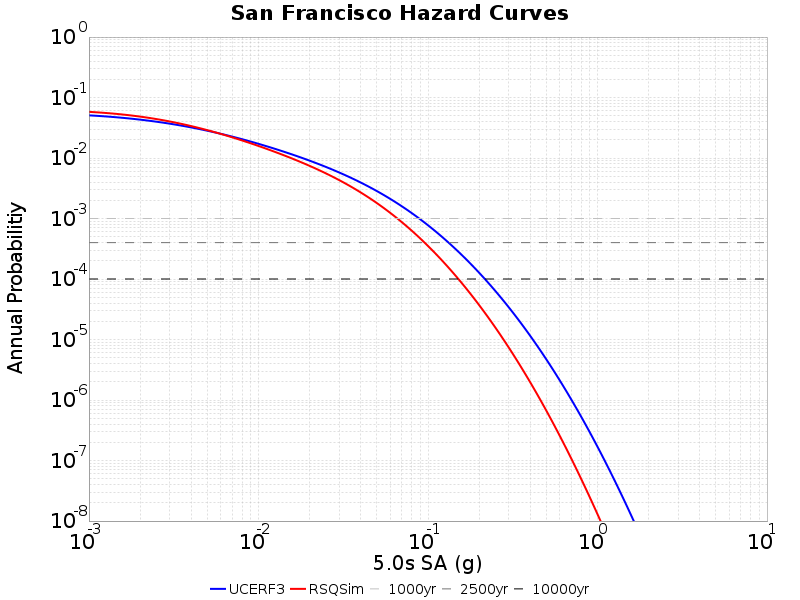 San Francisco Hazard Curves
10^0
10^-1
10^-2
10^-3
10^-4
10^-5
10^-6
10^-7
10^-8
Annual Probabilitiy
10^-3 10^-2 10^-1 10^0 10^1
5.0s SA (g)
UCERF3 RSQSim 1000yr 2500yr 10000yr